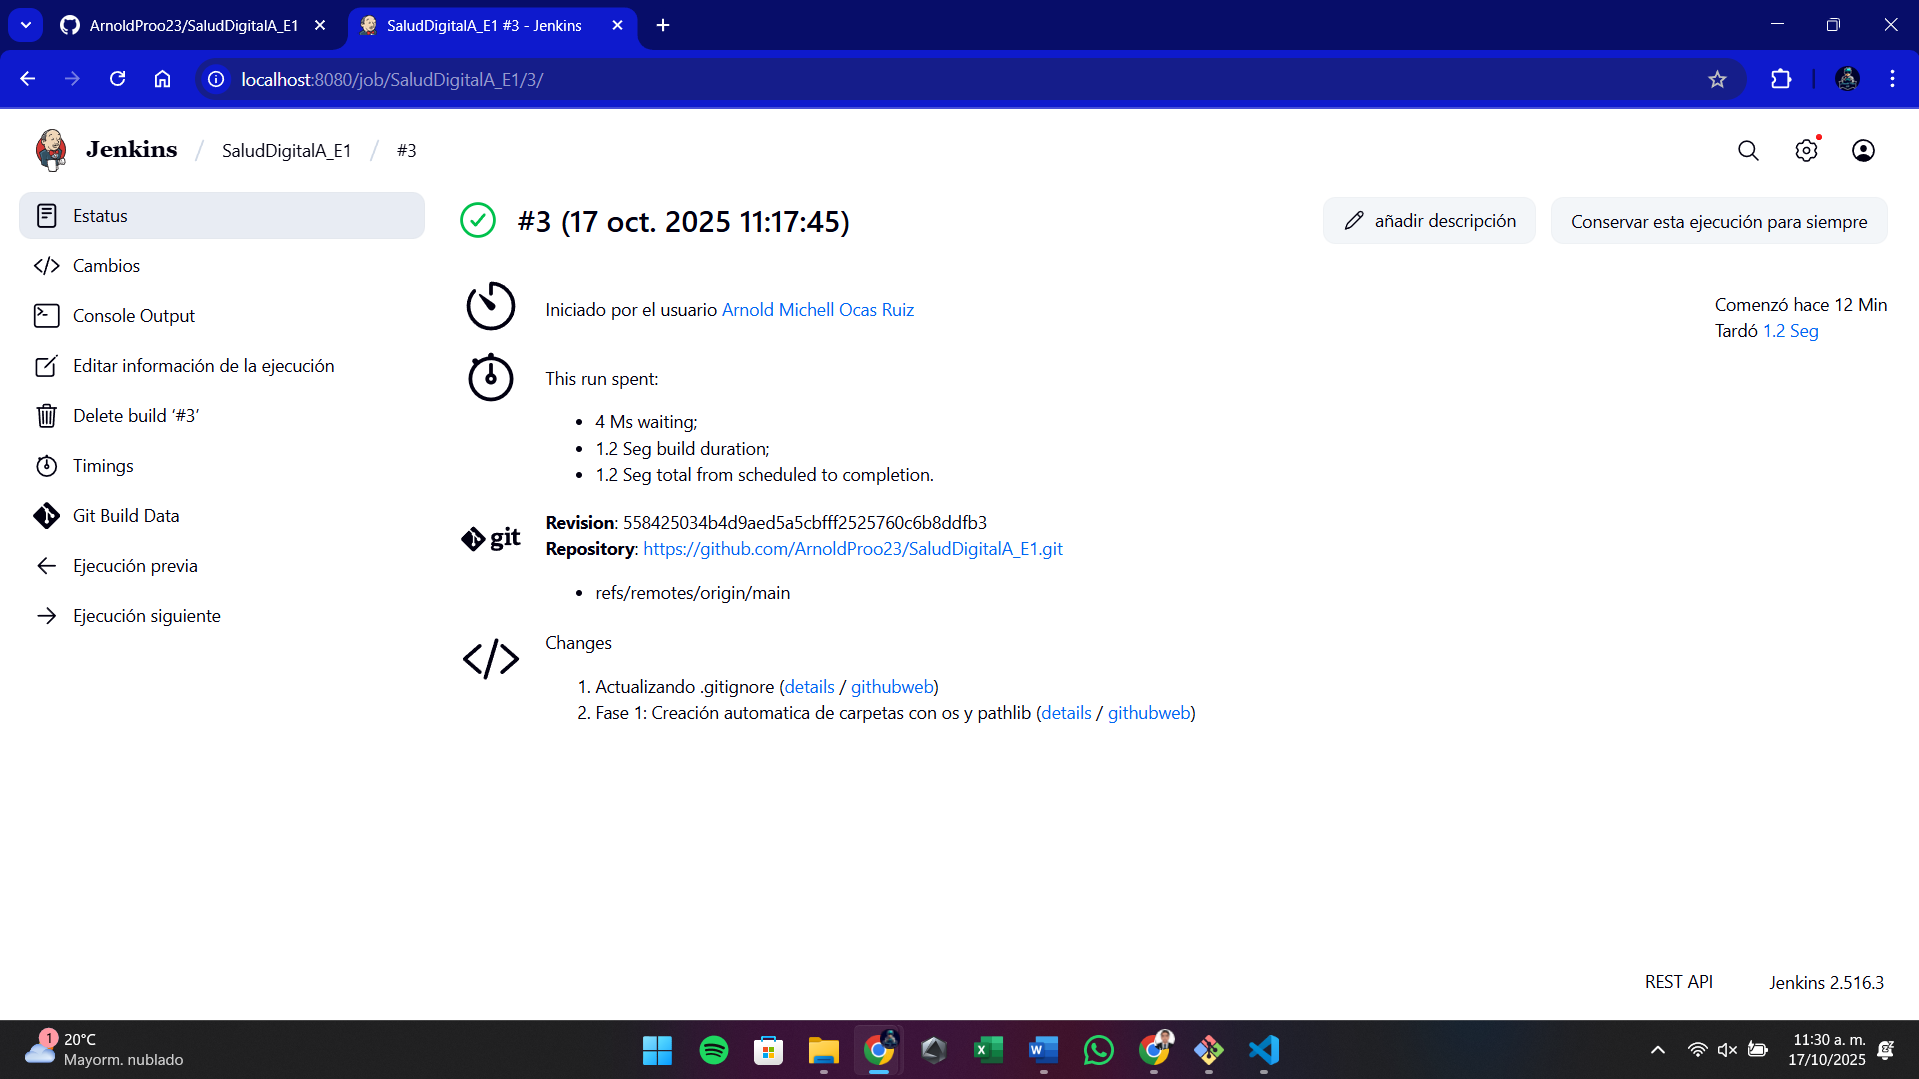 ArnoldProo23/SaludDigitalA_E1
SaludDigitalA_E1 #3 - Jenkins
localhost:8080/job/SaludDigitalA_E1/3/
Jenkins / SaludDigitalA_E1 / #3
Estatus
Cambios
Console Output
Editar información de la ejecución
Delete build ‘#3’
Timings
Git Build Data
Ejecución previa
Ejecución siguiente
#3 (17 oct. 2025 11:17:45)
añadir descripción
Conservar esta ejecución para siempre
Iniciado por el usuario Arnold Michell Ocas Ruiz
Comenzó hace 12 Min
Tardó 1.2 Seg
This run spent:
• 4 Ms waiting;
• 1.2 Seg build duration;
• 1.2 Seg total from scheduled to completion.
git
Revision: 558425034b4d9aed5a5cbfff2525760c6b8ddfb3
Repository: https://github.com/ArnoldProo23/SaludDigitalA_E1.git
• refs/remotes/origin/main
Changes
1. Actualizando .gitignore (details / githubweb)
2. Fase 1: Creación automatica de carpetas con os y pathlib (details / githubweb)
REST API
Jenkins 2.516.3
1
20°C
Mayorm. nublado
11:30 a. m.
17/10/2025